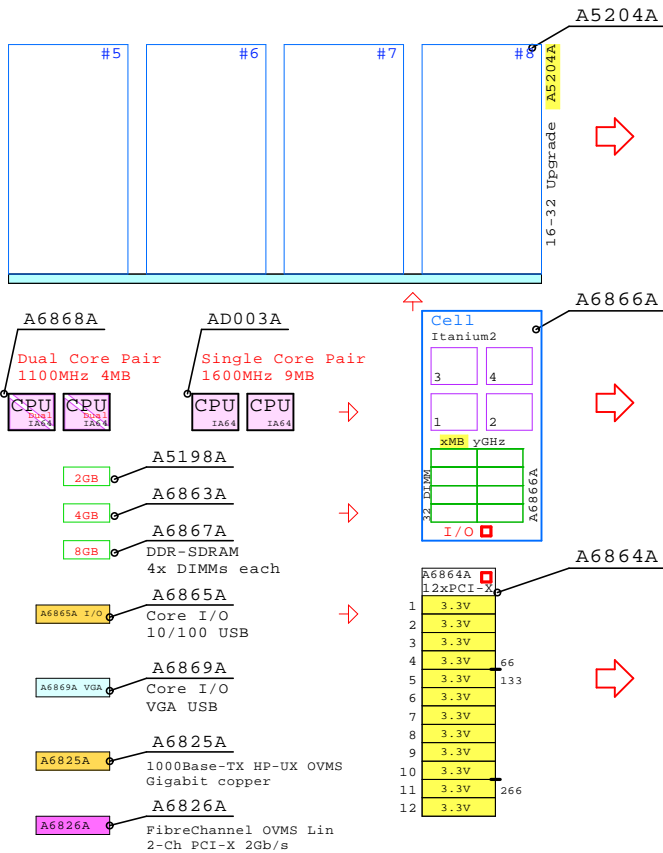 A5204A
#5
#6
#7
#8
16-32 Upgrade A5204A
A6866A
A6868A
AD003A
Dual Core Pair
1100MHz 4MB
Single Core Pair
1600MHz 9MB
CPU
Dual
IA64
CPU
Dual
IA64
CPU
IA64
CPU
IA64
Cell
Itanium2
3
4
1
2
xMB yGHz
32 DIMM
A6866A
I/O
A5198A
2GB
A6863A
4GB
A6867A
8GB
DDR-SDRAM
4x DIMMs each
A6864A
A6864A
12xPCI-X
A6865A
A6865A I/O
Core I/O
10/100 USB
A6869A
A6869A VGA
Core I/O
VGA USB
A6825A
A6825A
1000Base-TX HP-UX OVMS
Gigabit copper
A6826A
A6826A
FibreChannel OVMS Lin
2-Ch PCI-X 2Gb/s
1 3.3V
2 3.3V
3 3.3V
4 3.3V 66
5 3.3V 133
6 3.3V
7 3.3V
8 3.3V
9 3.3V
10 3.3V
11 3.3V 266
12 3.3V